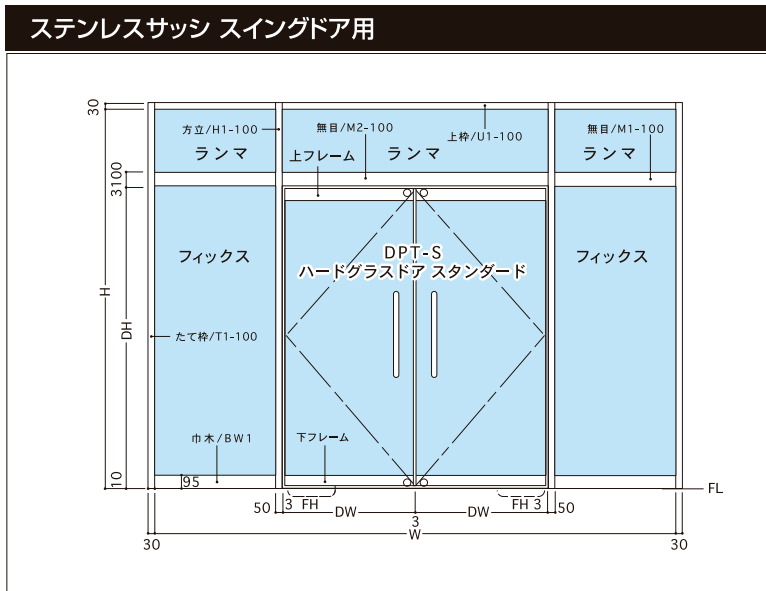 ステンレスサッシ スイングドア用
30
方立/H1-100
無目/M2-100
上枠/U1-100
無目/M1-100
ランマ
上フレーム
ランマ
ランマ
3100
フィックス
DPT-S
ハードグラスドア スタンダード
フィックス
H
DH
たて枠/T1-100
巾木/BW1
下フレーム
10
95
FL
50
3
FH
DW
3
DW
FH
3
50
W
30
30